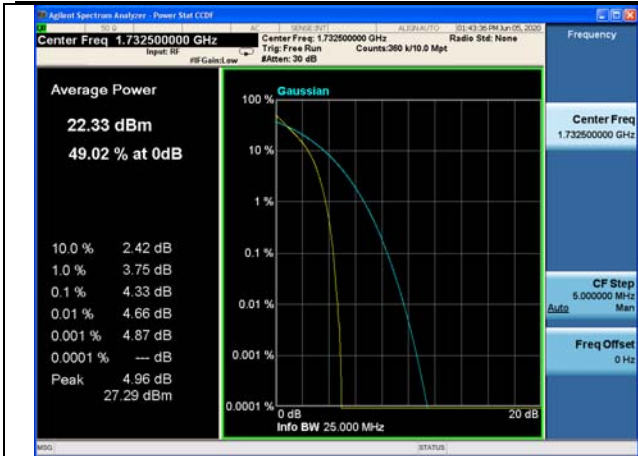 Agilent Spectrum Analyzer - Power Stat CCDF
50 Ω AC SENSE:INT ALIGN AUTO 01:43:36 PM Jun 05, 2020
Center Freq 1.732500000 GHz
Input: RF
#IFGain:Low
Center Freq: 1.732500000 GHz
Trig: Free Run Counts:360 k/10.0 Mpt
#Atten: 30 dB
Radio Std: None
Frequency
Average Power
22.33 dBm
49.02 % at 0dB
10.0 % 2.42 dB
1.0 % 3.75 dB
0.1 % 4.33 dB
0.01 % 4.66 dB
0.001 % 4.87 dB
0.0001 % --- dB
Peak 4.96 dB
27.29 dBm
Gaussian
100 %
10 %
1 %
0.1 %
0.01 %
0.001 %
0.0001 %
0 dB 20 dB
Info BW 25.000 MHz
Center Freq
1.732500000 GHz
CF Step
5.000000 MHz
Auto Man
Freq Offset
0 Hz
MSG STATUS